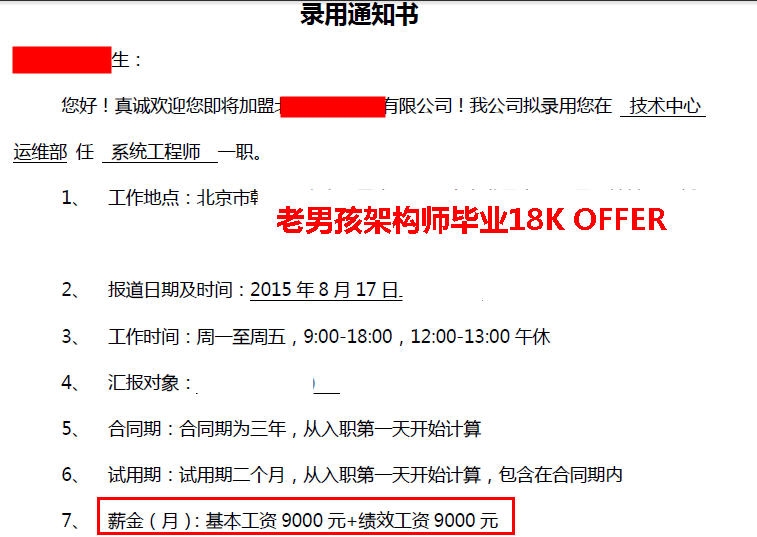 录用通知书
生：
您好！真诚欢迎您即将加盟 有限公司！我公司拟录用您在 技术中心
运维部 任 系统工程师 一职。
1、 工作地点：北京市
老男孩架构师毕业18K OFFER
2、 报道日期及时间：2015 年 8 月 17 日
3、 工作时间：周一至周五，9:00-18:00，12:00-13:00 午休
4、 汇报对象：
5、 合同期：合同期为三年，从入职第一天开始计算
6、 试用期：试用期二个月，从入职第一天开始计算，包含在合同期内
7、 薪金（月）：基本工资 9000 元+绩效工资 9000 元